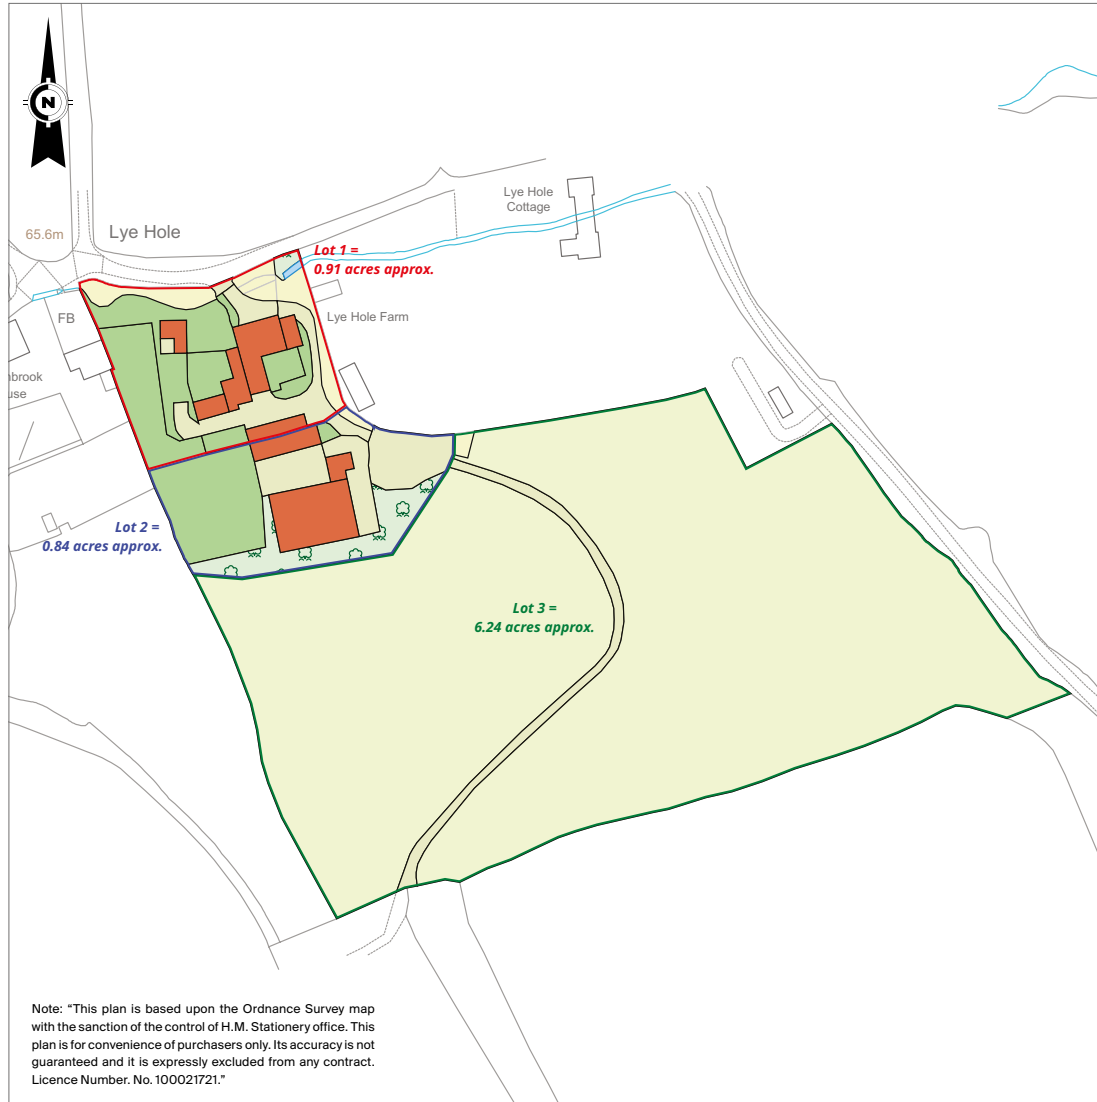 N
Lye Hole
Cottage
Lye Hole
65.6m
Lot 1 =
0.91 acres approx.
FB
Lye Hole Farm
nbrook
use
Lot 2 =
0.84 acres approx.
Lot 3 =
6.24 acres approx.
Note: “This plan is based upon the Ordnance Survey map
with the sanction of the control of H.M. Stationery office. This
plan is for convenience of purchasers only. Its accuracy is not
guaranteed and it is expressly excluded from any contract.
Licence Number. No. 100021721.”